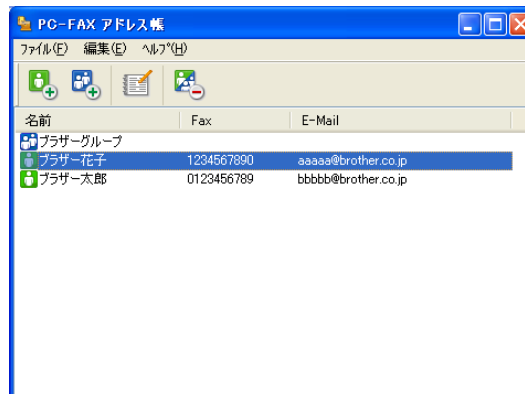 PC-FAX アドレス帳
ファイル(F) 編集(E) ヘルプ(H)
名前 Fax E-Mail
ブラザーグループ
ブラザー花子 1234567890 aaaaa@brother.co.jp
ブラザー太郎 0123456789 bbbbb@brother.co.jp